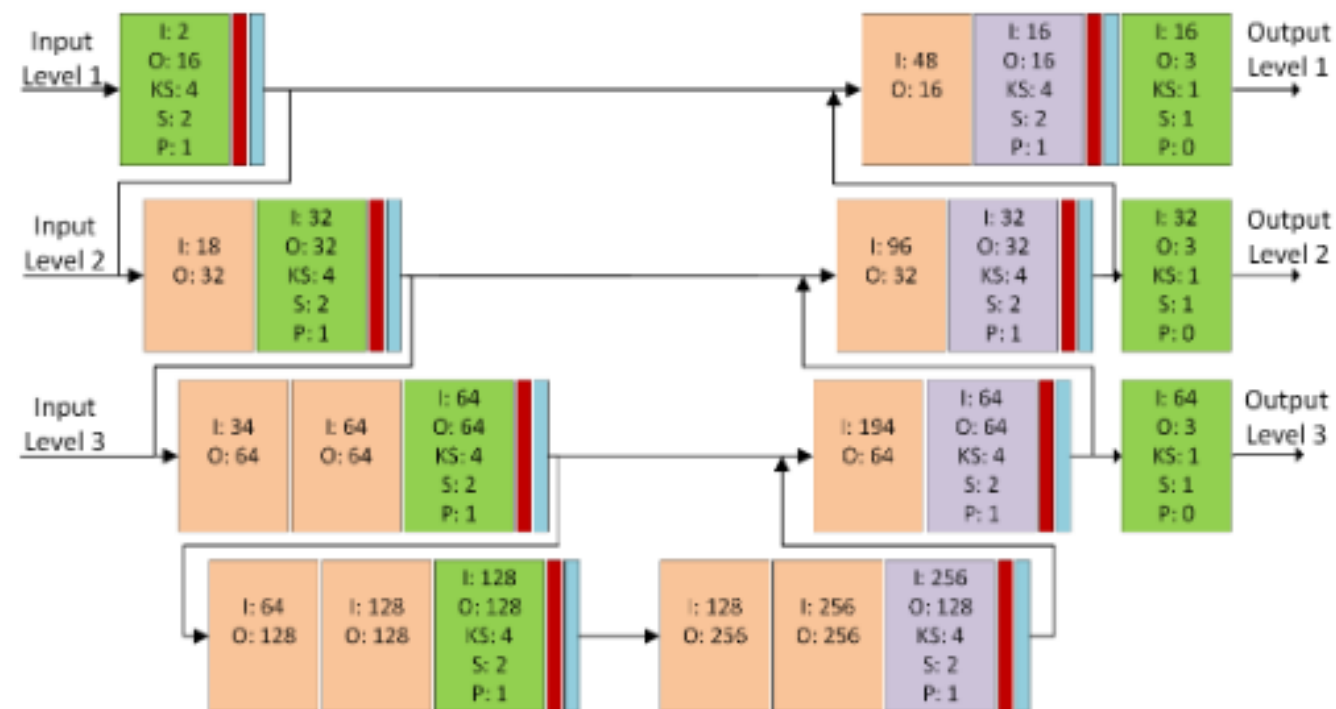 Input
Level 1
I: 2
O: 16
KS: 4
S: 2
P: 1
I: 48
O: 16
I: 16
O: 16
KS: 4
S: 2
P: 1
I: 16
O: 3
KS: 1
S: 1
P: 0
Output
Level 1
Input
Level 2
I: 18
O: 32
I: 32
O: 32
KS: 4
S: 2
P: 1
I: 96
O: 32
I: 32
O: 32
KS: 4
S: 2
P: 1
I: 32
O: 3
KS: 1
S: 1
P: 0
Output
Level 2
Input
Level 3
I: 34
O: 64
I: 64
O: 64
I: 64
O: 64
KS: 4
S: 2
P: 1
I: 194
O: 64
I: 64
O: 64
KS: 4
S: 2
P: 1
I: 64
O: 3
KS: 1
S: 1
P: 0
Output
Level 3
I: 64
O: 128
I: 128
O: 128
I: 128
O: 128
KS: 4
S: 2
P: 1
I: 128
O: 256
I: 256
O: 256
I: 256
O: 128
KS: 4
S: 2
P: 1